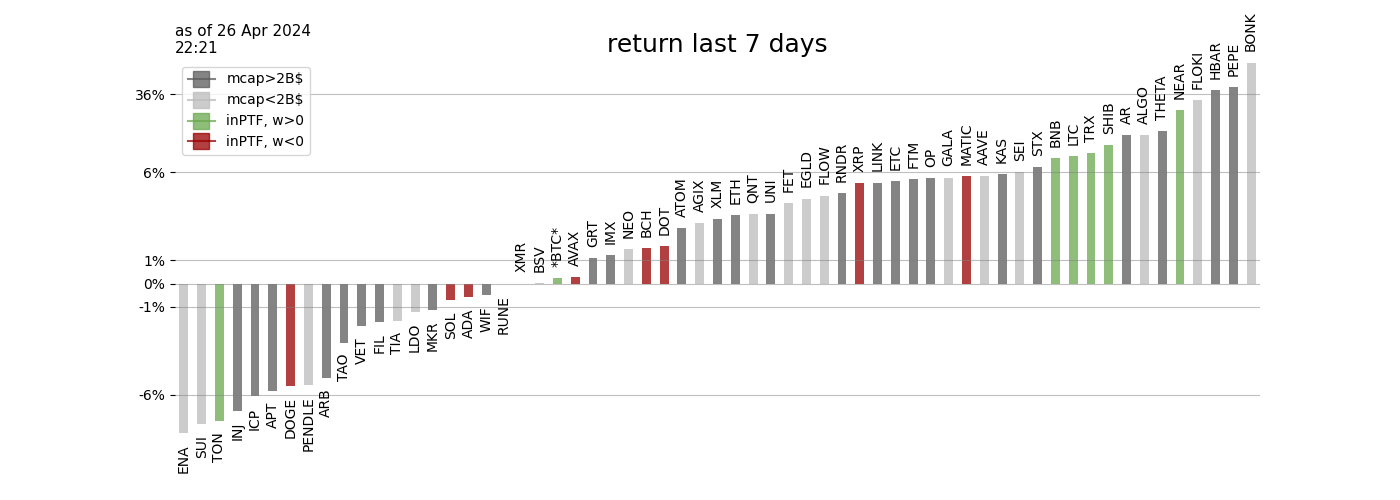 as of 26 Apr 2024
22:21
return last 7 days
mcap>2B$
mcap<2B$
inPTF, w>0
inPTF, w<0
36%
6%
1%
0%
-1%
-6%
ENA
SUI
TON
INJ
ICP
APT
DOGE
PENDLE
ARB
TAO
VET
FIL
TIA
LDO
MKR
SOL
ADA
WIF
RUNE
XMR
BSV
*BTC*
AVAX
GRT
IMX
NEO
BCH
DOT
ATOM
AGIX
XLM
ETH
QNT
UNI
FET
EGLD
FLOW
RNDR
XRP
LINK
ETC
FTM
OP
GALA
MATIC
AAVE
KAS
SEI
STX
BNB
LTC
TRX
SHIB
AR
ALGO
THETA
NEAR
FLOKI
HBAR
PEPE
BONK